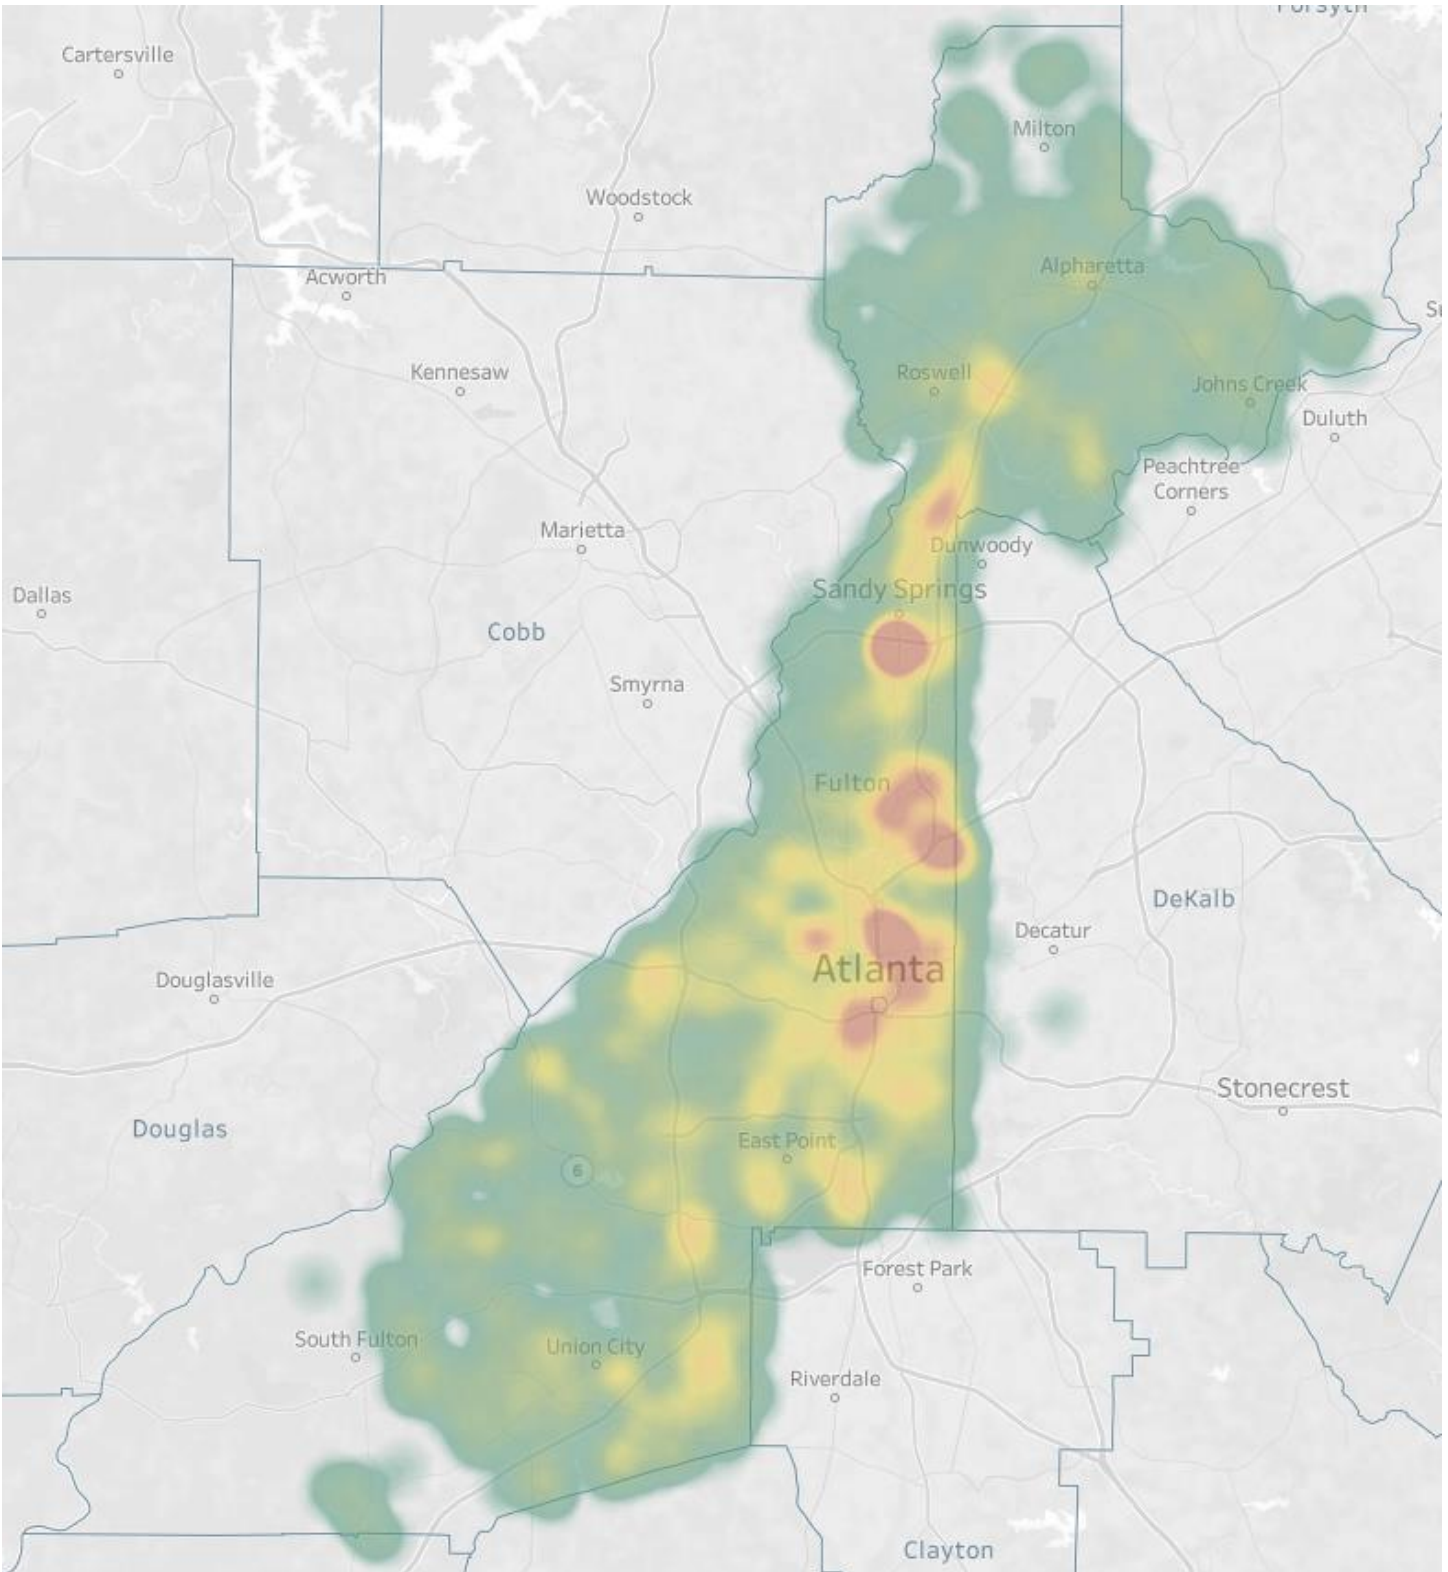 Forsyth
Cartersville
Milton
Woodstock
Alpharetta
Acworth
Kennesaw
Roswell
Johns Creek
Duluth
Peachtree
Corners
Marietta
Dunwoody
Sandy Springs
Dallas
Cobb
Smyrna
Fulton
DeKalb
Decatur
Atlanta
Douglasville
Stonecrest
Douglas
East Point
6
Forest Park
South Fulton
Union City
Riverdale
Clayton